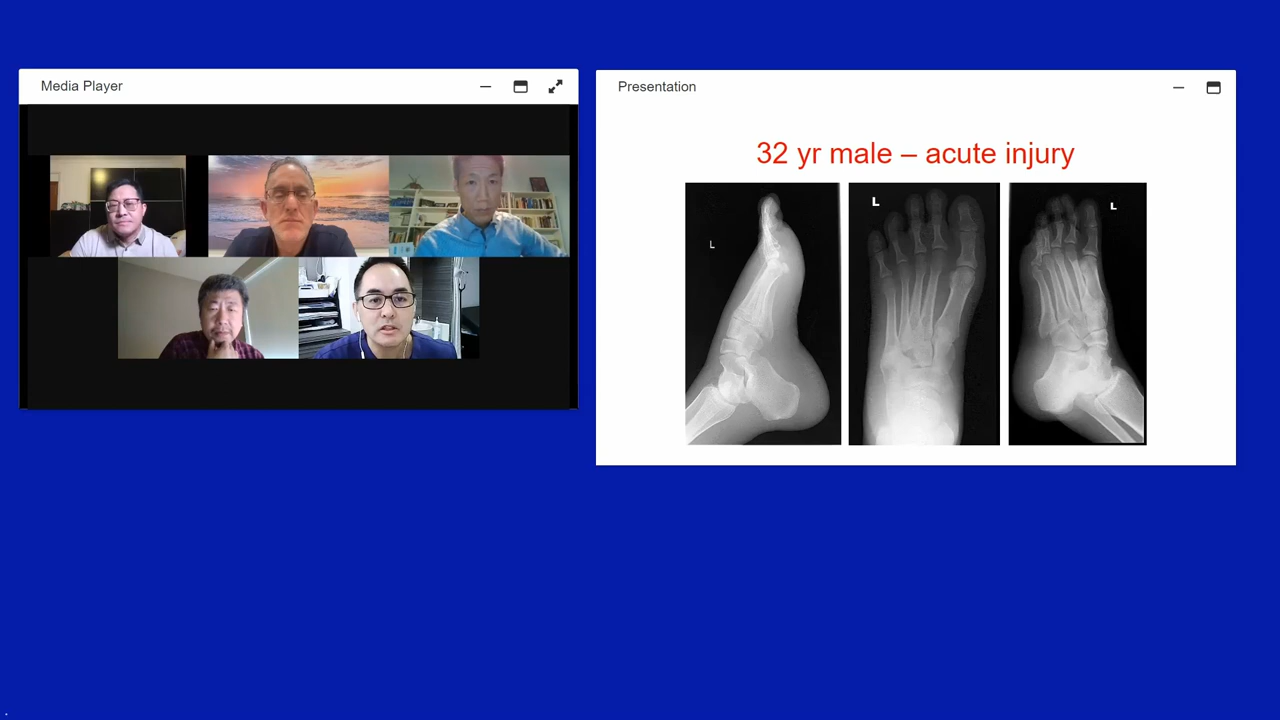 Media Player
Presentation
32 yr male – acute injury
L
L
L